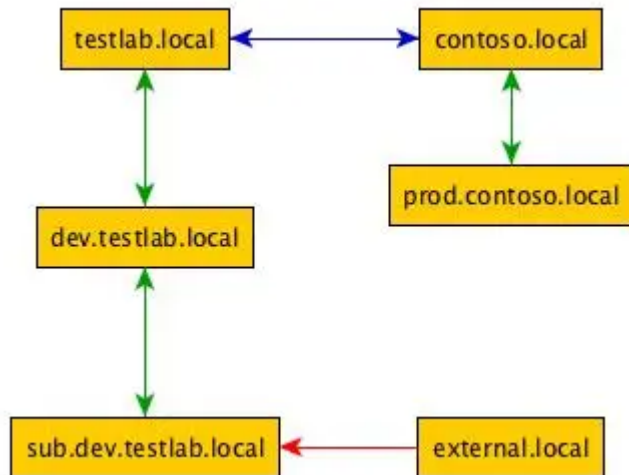 testlab.local
contoso.local
prod.contoso.local
dev.testlab.local
sub.dev.testlab.local
external.local